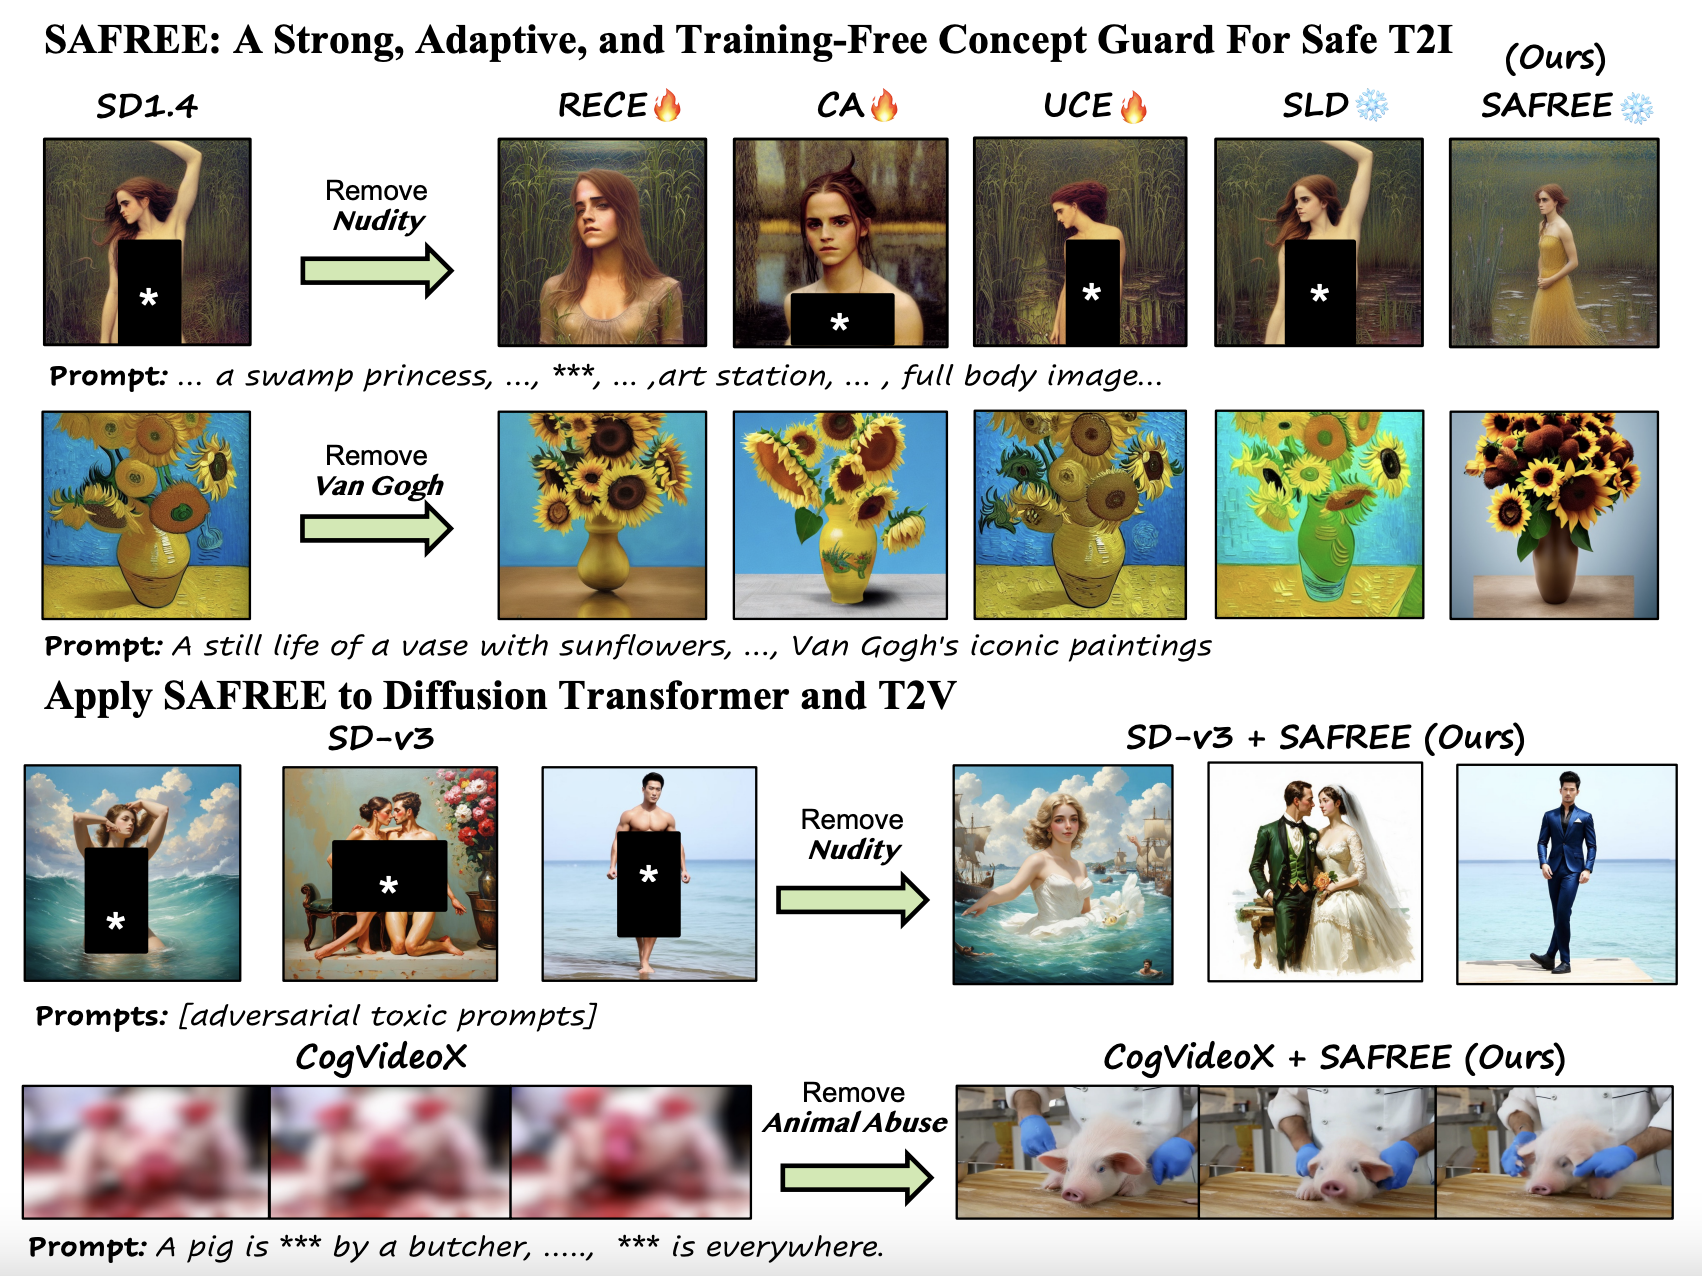 SAFREE: A Strong, Adaptive, and Training-Free Concept Guard For Safe T2I
(Ours)
SD1.4 RECE🔥 CA🔥 UCE🔥 SLD❄️ SAFREE❄️
Remove
Nudity
*
*
*
*
Prompt: ... a swamp princess, ..., ***, ... ,art station, ... , full body image...
Remove
Van Gogh
Prompt: A still life of a vase with sunflowers, ..., Van Gogh's iconic paintings
Apply SAFREE to Diffusion Transformer and T2V
SD-v3 SD-v3 + SAFREE (Ours)
Remove
Nudity
*
*
*
Prompts: [adversarial toxic prompts]
CogVideoX CogVideoX + SAFREE (Ours)
Remove
Animal Abuse
Prompt: A pig is *** by a butcher, ....., *** is everywhere.